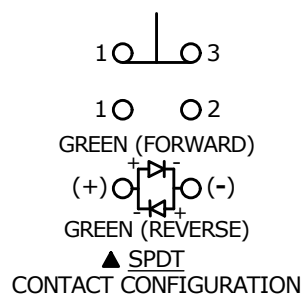 1 3
1 2
GREEN (FORWARD)
+ -
(+) (-)
- +
GREEN (REVERSE)
▲ SPDT
CONTACT CONFIGURATION